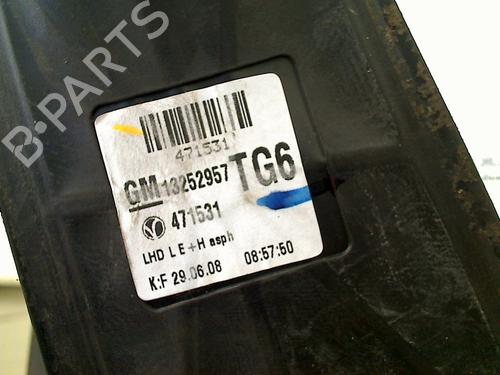 B-PARTS
471531
GM 13252957 TG6
471531
LHD L E+H asph
K:F 29.06.08 08:57:50